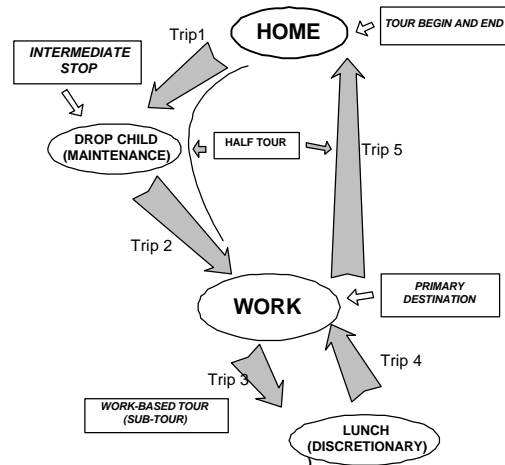 Trip1
HOME
TOUR BEGIN AND END
INTERMEDIATE
STOP
DROP CHILD
(MAINTENANCE)
HALF TOUR
Trip 5
Trip 2
WORK
PRIMARY
DESTINATION
Trip 3
Trip 4
WORK-BASED TOUR
(SUB-TOUR)
LUNCH
(DISCRETIONARY)